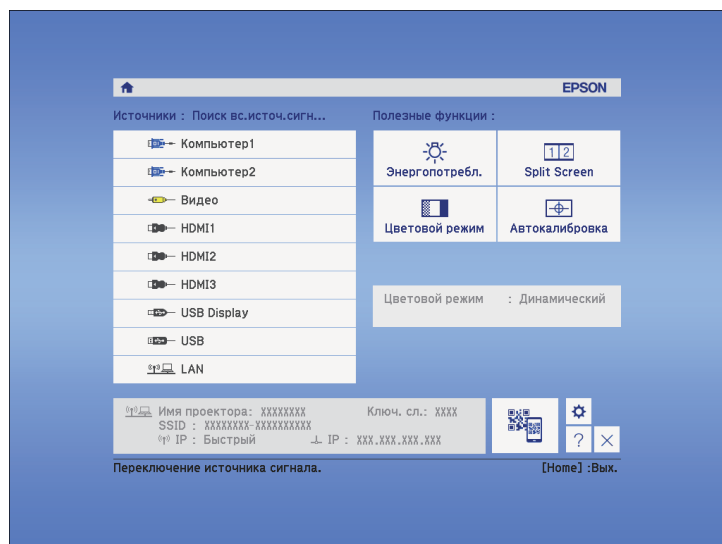 EPSON
Источники : Поиск вс.источ.сигн...
Компьютер1
Компьютер2
Видео
HDMI1
HDMI2
HDMI3
USB Display
USB
LAN
Полезные функции :
Энергопотребл.
1 2
Split Screen
Цветовой режим
Автокалибровка
Цветовой режим : Динамический
Имя проектора: XXXXXXXX Ключ. сл.: XXXX
SSID : XXXXXXXX-XXXXXXXXXX
IP : Быстрый IP : XXX.XXX.XXX.XXX
?
Переключение источника сигнала. [Home] :Вых.